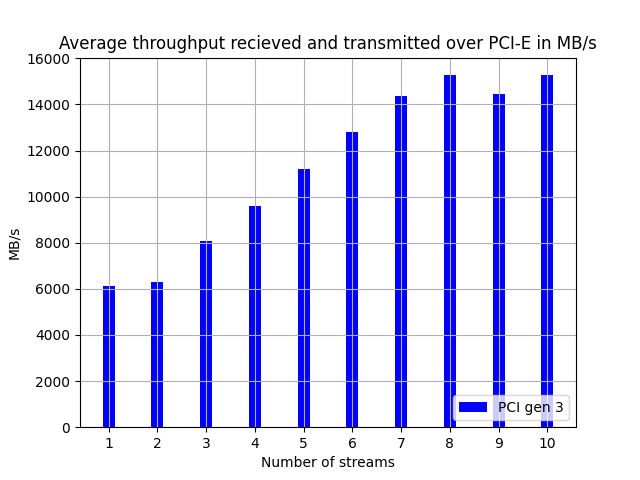 Average throughput recieved and transmitted over PCI-E in MB/s
16000
14000
12000
10000
8000
6000
4000
2000
0
MB/s
1 2 3 4 5 6 7 8 9 10
Number of streams
PCI gen 3